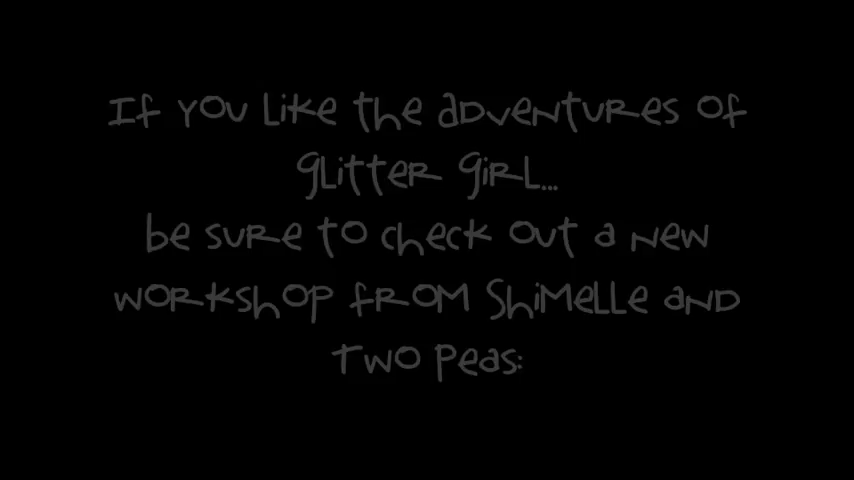 If you like the adventures of
glitter girl...
be sure to check out a new
workshop from Shimelle and
Two Peas: